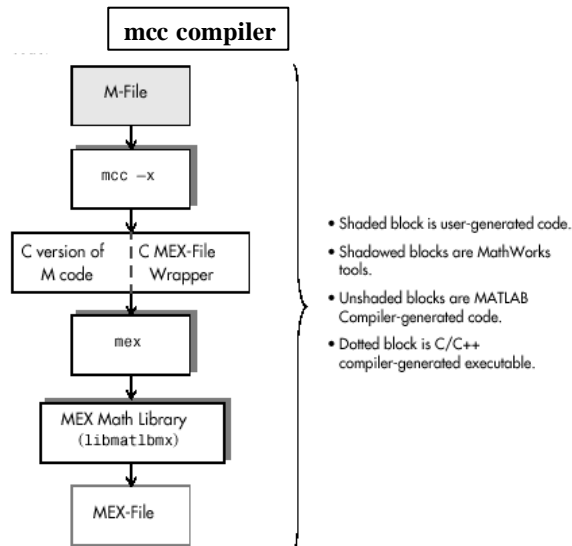 mcc compiler
M-File
mcc -x
C version of
M code
C MEX-File
Wrapper
mex
MEX Math Library
(libmatlbmx)
MEX-File
• Shaded block is user-generated code.
• Shadowed blocks are MathWorks
tools.
• Unshaded blocks are MATLAB
Compiler-generated code.
• Dotted block is C/C++
compiler-generated executable.